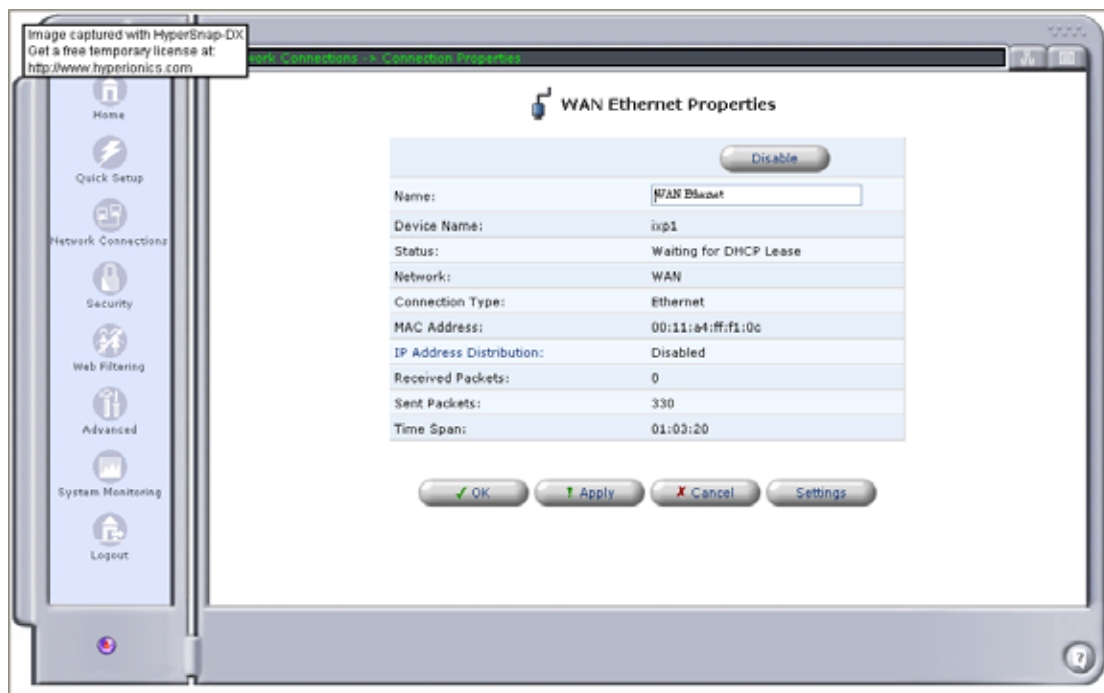 Image captured with HyperSnap-DX
Get a free temporary license at:
http://www.hyperionics.com
work Connections -> Connection Properties
Home
Quick Setup
Network Connections
Security
Web Filtering
Advanced
System Monitoring
Logout
WAN Ethernet Properties
Disable
Name: WAN Ethernet
Device Name: ixp1
Status: Waiting for DHCP Lease
Network: WAN
Connection Type: Ethernet
MAC Address: 00:11:a4:ff:f1:0c
IP Address Distribution: Disabled
Received Packets: 0
Sent Packets: 330
Time Span: 01:03:20
OK Apply Cancel Settings
?